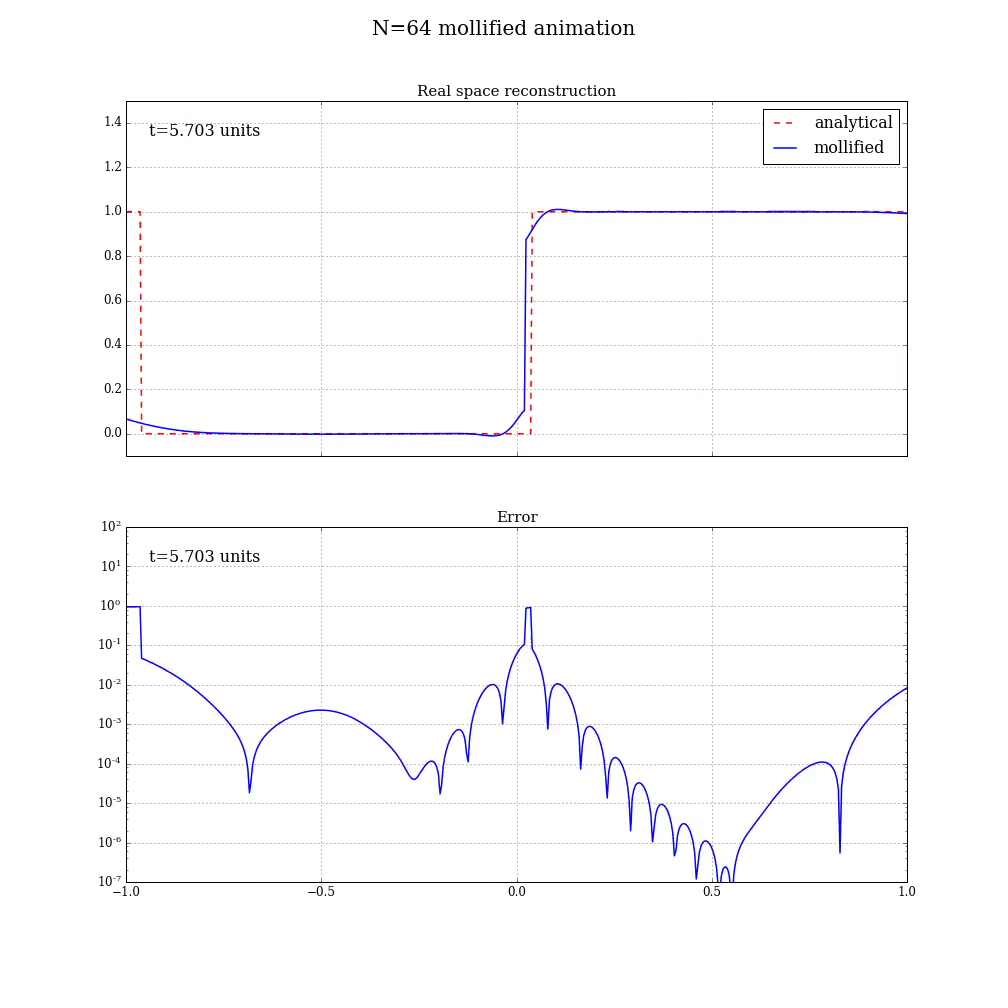 N=64 mollified animation
Real space reconstruction
t=5.703 units
analytical
mollified
1.4
1.2
1.0
0.8
0.6
0.4
0.2
0.0
Error
t=5.703 units
10²
10¹
10⁰
10⁻¹
10⁻²
10⁻³
10⁻⁴
10⁻⁵
10⁻⁶
10⁻⁷
−1.0 −0.5 0.0 0.5 1.0